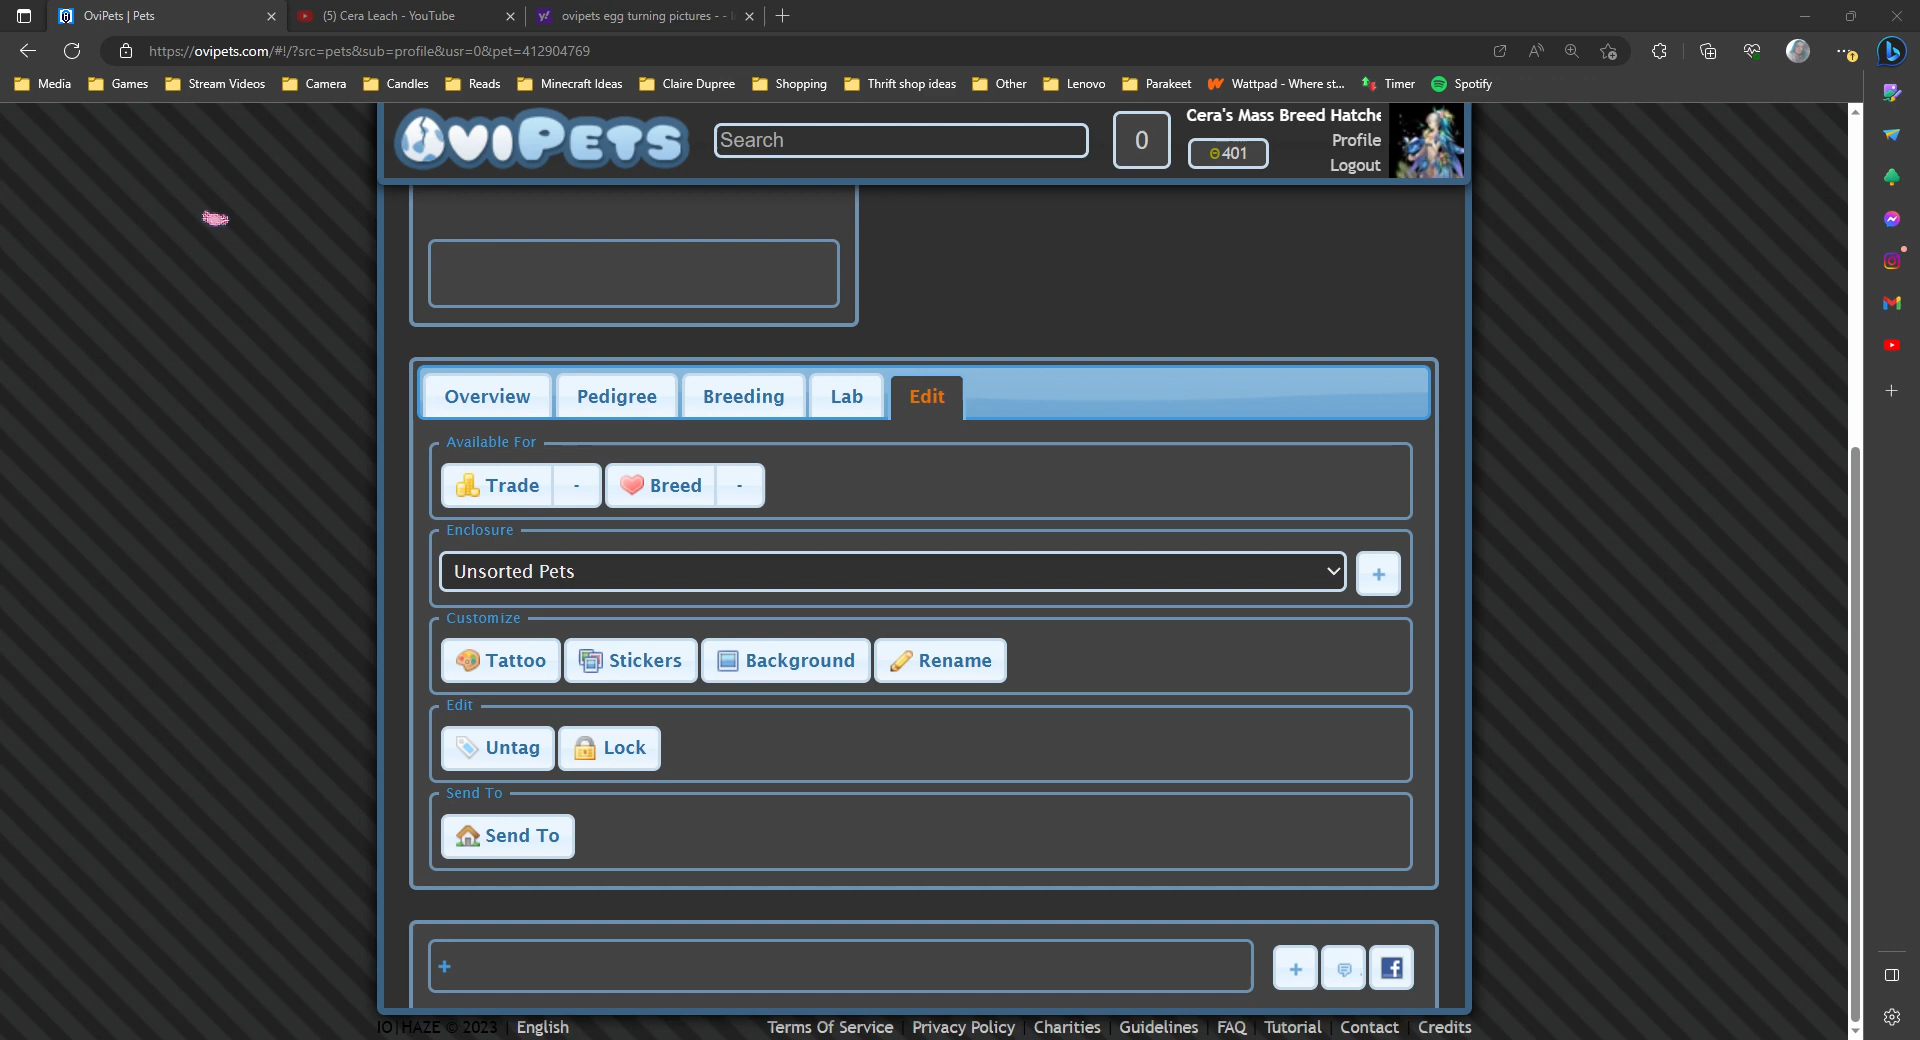 OviPets | Pets
(5) Cera Leach - YouTube
ovipets egg turning pictures - -
https://ovipets.com/#!/?src=pets&sub=profile&usr=0&pet=412904769
Media Games Stream Videos Camera Candles Reads Minecraft Ideas Claire Dupree Shopping Thrift shop ideas Other Lenovo Parakeet Wattpad - Where st... Timer Spotify
OviPets
Search
0
Cera's Mass Breed Hatche
401
Profile
Logout
Overview Pedigree Breeding Lab Edit
Available For
Trade - Breed -
Enclosure
Unsorted Pets +
Customize
Tattoo Stickers Background Rename
Edit
Untag Lock
Send To
Send To
+ +
IO|HAZE © 2023 English Terms Of Service Privacy Policy Charities Guidelines FAQ Tutorial Contact Credits